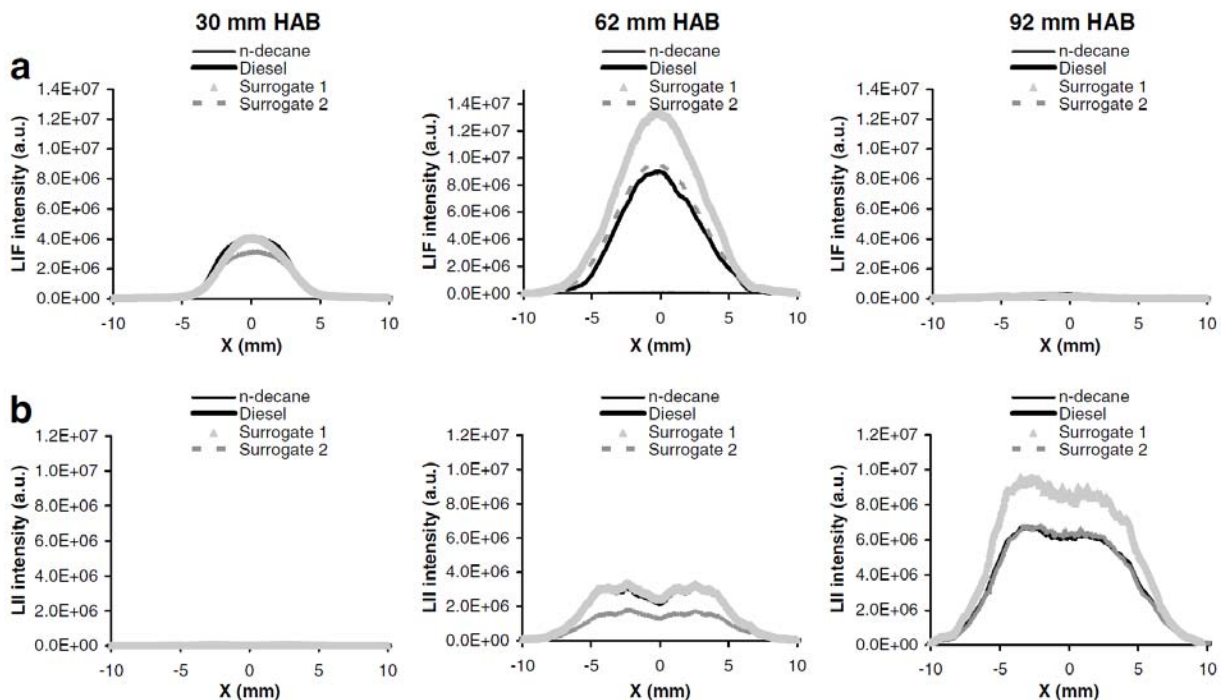 30 mm HAB
62 mm HAB
92 mm HAB
a
n-decane
Diesel
Surrogate 1
Surrogate 2
1.4E+07
1.2E+07
1.0E+07
8.0E+06
6.0E+06
4.0E+06
2.0E+06
0.0E+00
LIF intensity (a.u.)
-10
-5
0
5
10
X (mm)
n-decane
Diesel
Surrogate 1
Surrogate 2
1.4E+07
1.2E+07
1.0E+07
8.0E+06
6.0E+06
4.0E+06
2.0E+06
0.0E+00
LIF intensity (a.u.)
-10
-5
0
5
10
X (mm)
n-decane
Diesel
Surrogate 1
Surrogate 2
1.4E+07
1.2E+07
1.0E+07
8.0E+06
6.0E+06
4.0E+06
2.0E+06
0.0E+00
LIF intensity (a.u.)
-10
-5
0
5
10
X (mm)
b
n-decane
Diesel
Surrogate 1
Surrogate 2
1.2E+07
1.0E+07
8.0E+06
6.0E+06
4.0E+06
2.0E+06
0.0E+00
LII intensity (a.u.)
-10
-5
0
5
10
X (mm)
n-decane
Diesel
Surrogate 1
Surrogate 2
1.2E+07
1.0E+07
8.0E+06
6.0E+06
4.0E+06
2.0E+06
0.0E+00
LII intensity (a.u.)
-10
-5
0
5
10
X (mm)
n-decane
Diesel
Surrogate 1
Surrogate 2
1.2E+07
1.0E+07
8.0E+06
6.0E+06
4.0E+06
2.0E+06
0.0E+00
LII intensity (a.u.)
-10
-5
0
5
10
X (mm)